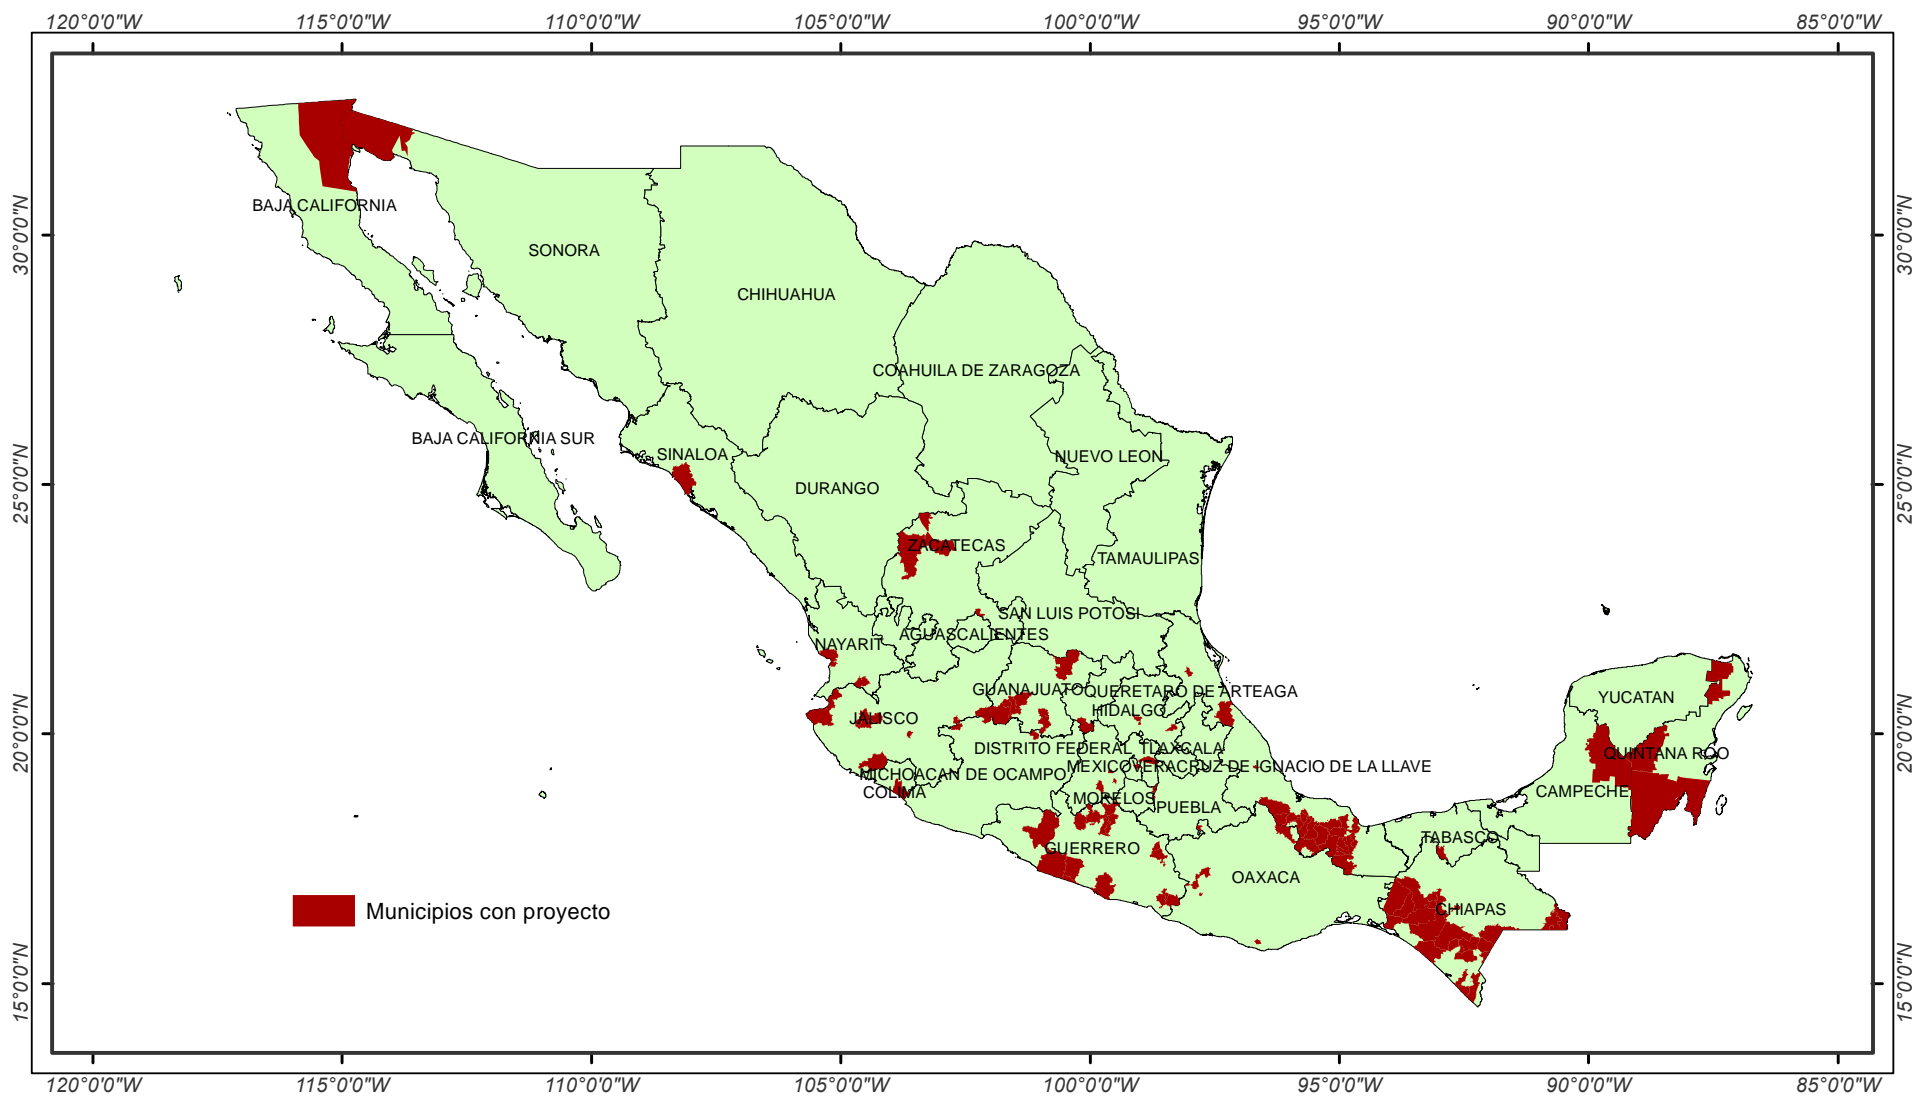 120°0'0"W 115°0'0"W 110°0'0"W 105°0'0"W 100°0'0"W 95°0'0"W 90°0'0"W 85°0'0"W
30°0'0"N
30°0'0"N
25°0'0"N
25°0'0"N
20°0'0"N
20°0'0"N
15°0'0"N
15°0'0"N
BAJA CALIFORNIA
SONORA
CHIHUAHUA
COAHUILA DE ZARAGOZA
BAJA CALIFORNIA SUR
SINALOA
NUEVO LEON
DURANGO
ZACATECAS
TAMAULIPAS
SAN LUIS POTOSI
AGUASCALIENTES
NAYARIT
GUANAJUATO
QUERETARO DE ARTEAGA
YUCATAN
HIDALGO
JALISCO
DISTRITO FEDERAL
TLAXCALA
QUINTANA ROO
MEXICO
VERACRUZ DE IGNACIO DE LA LLAVE
MICHOACAN DE OCAMPO
COLIMA
MORELOS
PUEBLA
CAMPECHE
TABASCO
GUERRERO
OAXACA
CHIAPAS
Municipios con proyecto
120°0'0"W 115°0'0"W 110°0'0"W 105°0'0"W 100°0'0"W 95°0'0"W 90°0'0"W 85°0'0"W